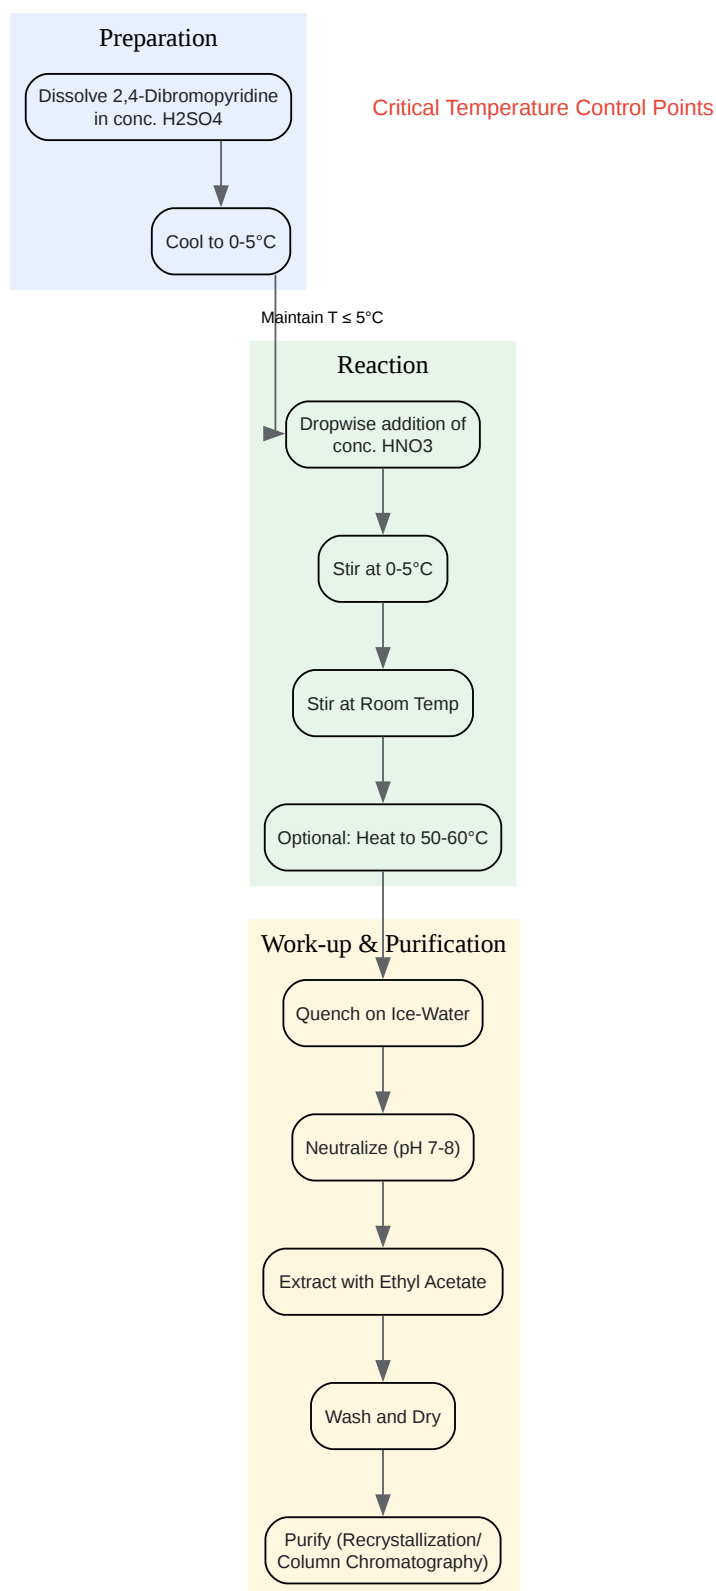 Preparation
Dissolve 2,4-Dibromopyridine
in conc. H2SO4
Critical Temperature Control Points
Cool to 0-5°C
Maintain T ≤ 5°C
Reaction
Dropwise addition of
conc. HNO3
Stir at 0-5°C
Stir at Room Temp
Optional: Heat to 50-60°C
Work-up & Purification
Quench on Ice-Water
Neutralize (pH 7-8)
Extract with Ethyl Acetate
Wash and Dry
Purify (Recrystallization/
Column Chromatography)